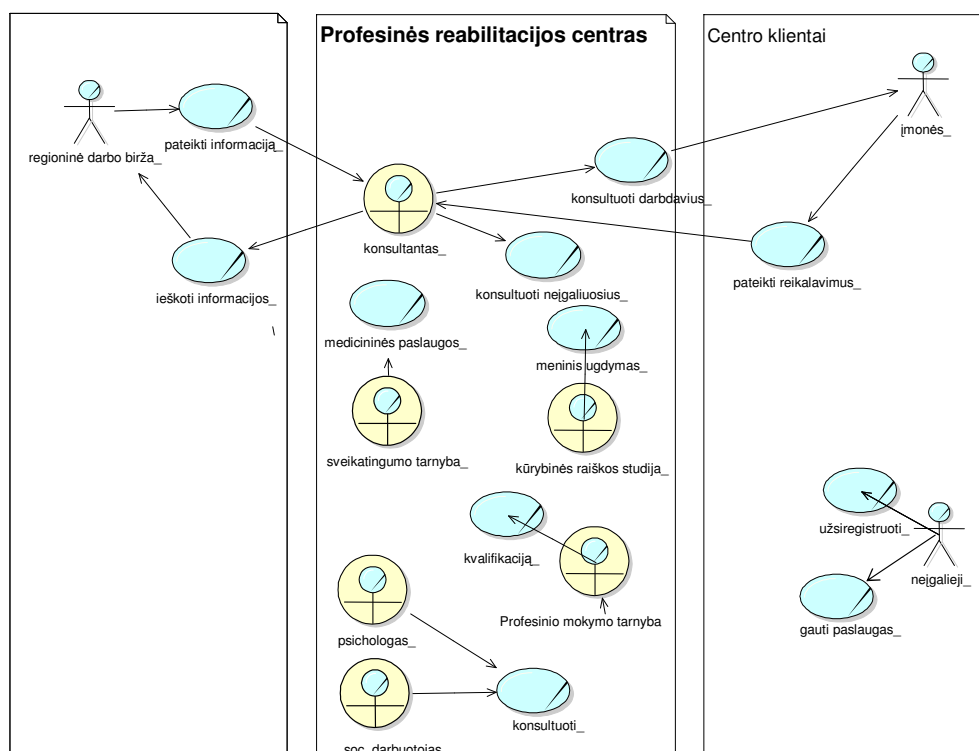 Profesinės reabilitacijos centras
Centro klientai
pateikti informaciją_
regioninė darbo birža_
įmonės_
konsultuoti darbdavius_
konsultantas_
ieškoti informacijos_
konsultuoti neįgaliuosius_
pateikti reikalavimus_
\
medicininės paslaugos_
meninis ugdymas_
sveikatingumo tarnyba_
kūrybinės raiškos studija_
užsiregistruoti_
kvalifikaciją_
neįgalieji_
Profesinio mokymo tarnyba
gauti paslaugas_
psichologas_
konsultuoti_
soc. darbuotojas